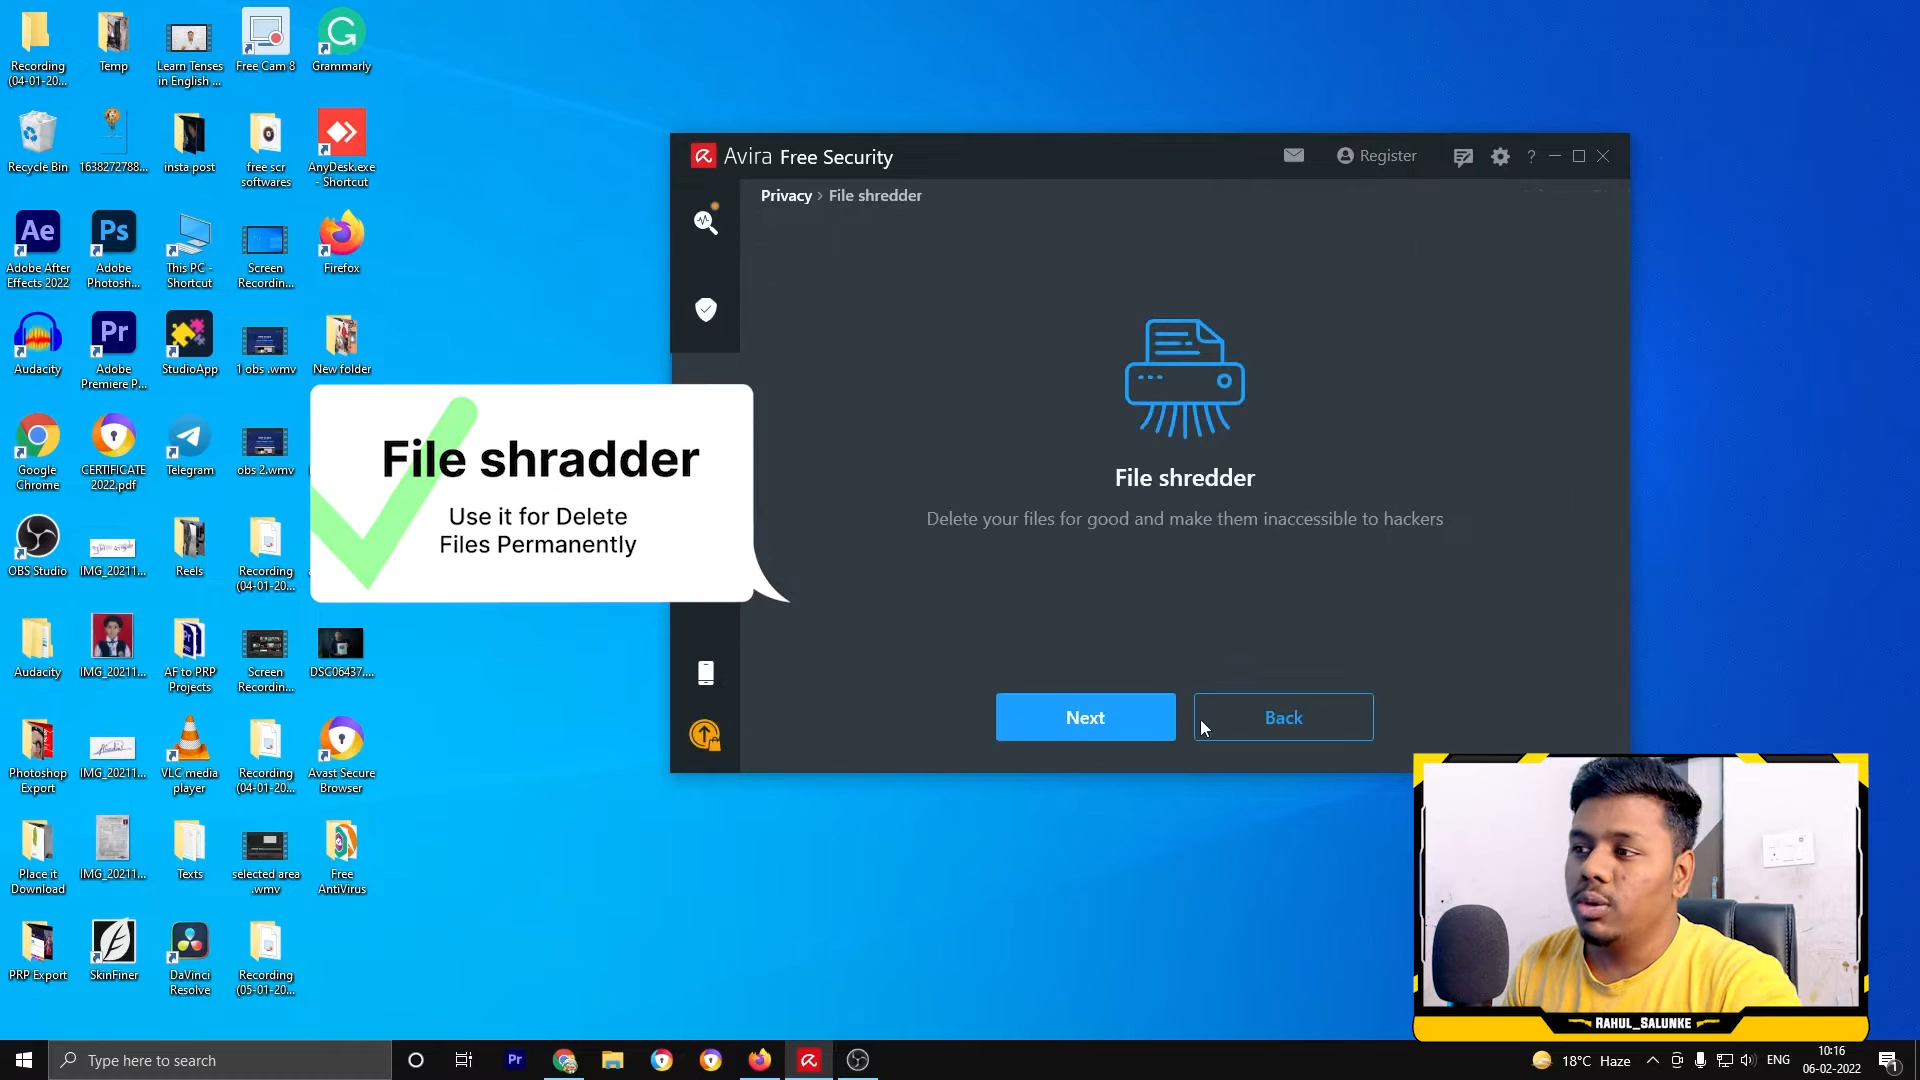 Recording
(04-01-20...
Temp
Learn Tenses
in English ...
Free Cam 8
Grammarly
Recycle Bin
1638272788...
insta post
free scr
softwares
AnyDesk.exe
- Shortcut
Adobe After
Effects 2022
Adobe
Photosh...
This PC -
Shortcut
Screen
Recordin...
Firefox
Audacity
Adobe
Premiere P...
StudioApp
1 obs .wmv
New folder
Google
Chrome
CERTIFICATE
2022.pdf
Telegram
obs 2.wmv
OBS Studio
IMG_20211...
Reels
Recording
(04-01-20...
Audacity
IMG_20211...
AF to PRP
Projects
Screen
Recordin...
DSC06437....
Photoshop
Export
IMG_20211...
VLC media
player
Recording
(04-01-20...
Avast Secure
Browser
Place it
Download
IMG_20211...
Texts
selected area
.wmv
Free
AntiVirus
PRP Export
SkinFiner
DaVinci
Resolve
Recording
(05-01-20...
Ae
Ps
Pr
File shradder
Use it for Delete
Files Permanently
Avira Free Security
Register
?
Privacy › File shredder
File shredder
Delete your files for good and make them inaccessible to hackers
Next
Back
RAHUL_SALUNKE
Type here to search
Pr
18°C Haze
ENG
10:16
06-02-2022
1